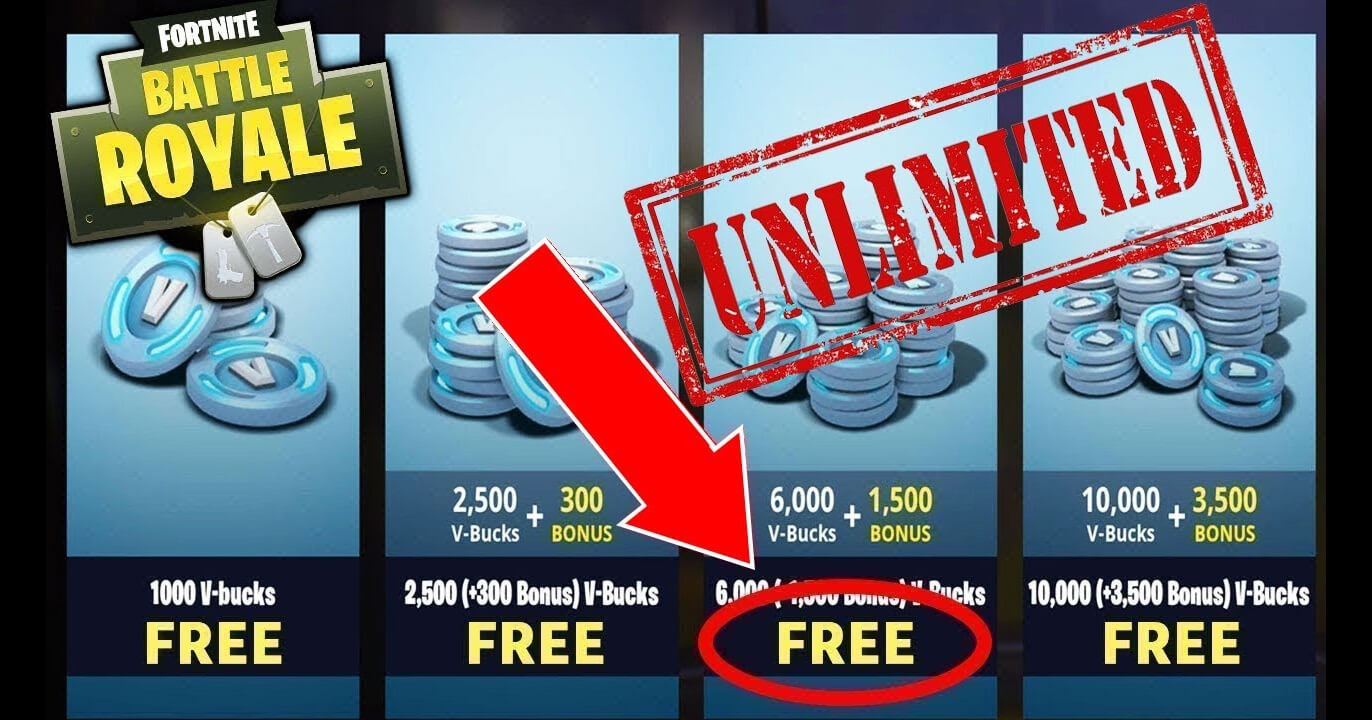 FORTNITE
BATTLE
ROYALE
UNLIMITED
2,500 + 300
V-Bucks BONUS
6,000 + 1,500
V-Bucks BONUS
10,000 + 3,500
V-Bucks BONUS
1000 V-bucks
FREE
2,500 (+300 Bonus) V-Bucks
FREE
6,000 (+1,500 Bonus) V-Bucks
FREE
10,000 (+3,500 Bonus) V-Bucks
FREE